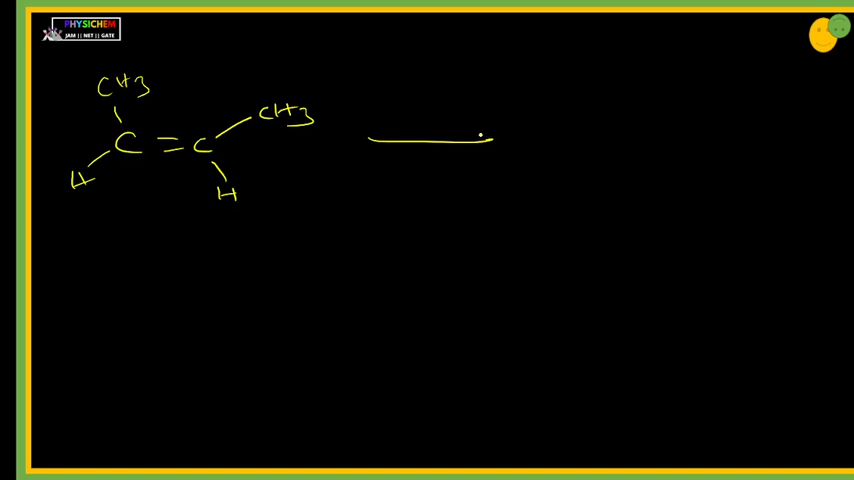 PHYSICHEM
JAM || NET || GATE
CH3
CH3
C = C
H
H